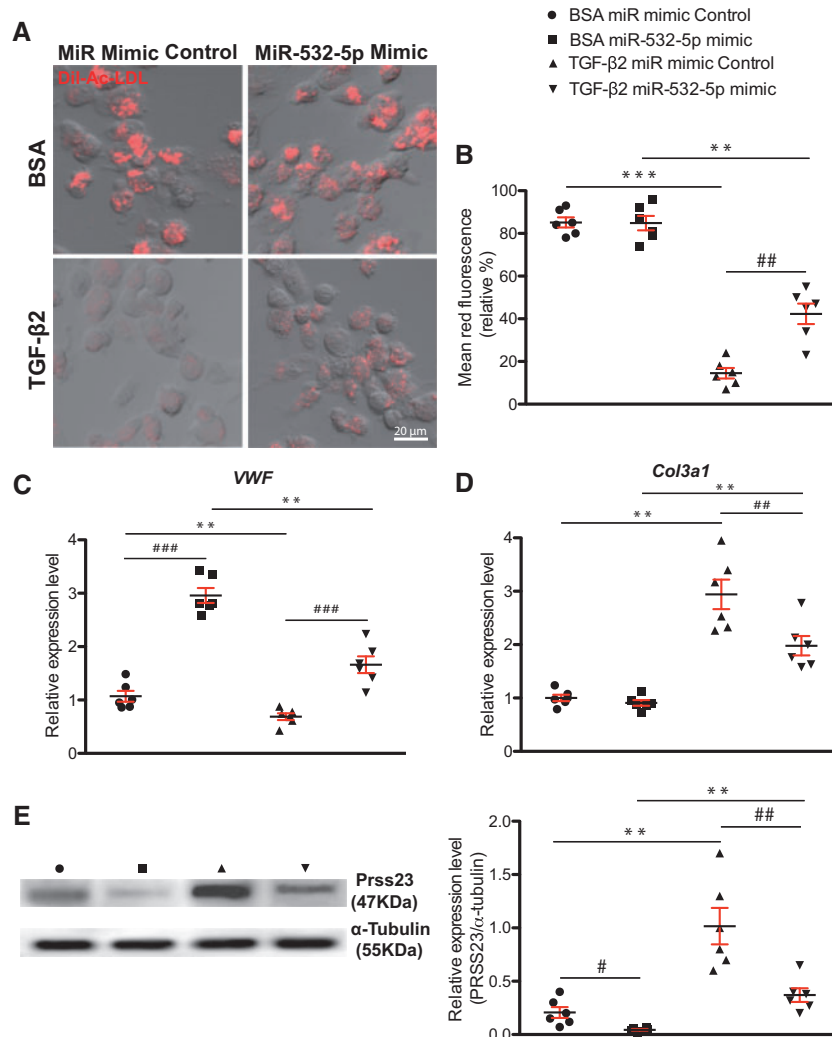 ● BSA miR mimic Control
■ BSA miR-532-5p mimic
▲ TGF-β2 miR mimic Control
▼ TGF-β2 miR-532-5p mimic
A
MiR Mimic Control MiR-532-5p Mimic
Dil-Ac-LDL
BSA
TGF-β2
20 µm
B
Mean red fluorescence
(relative %)
100
80
60
40
20
0
***
**
##
C
VWF
Relative expression level
4
3
2
1
0
**
**
###
###
D
Col3a1
Relative expression level
4
3
2
1
0
**
**
##
E
● ■ ▲ ▼
Prss23
(47KDa)
α-Tubulin
(55KDa)
Relative expression level
(PRSS23/α-tubulin)
2.0
1.5
1.0
0.5
0.0
**
**
##
#